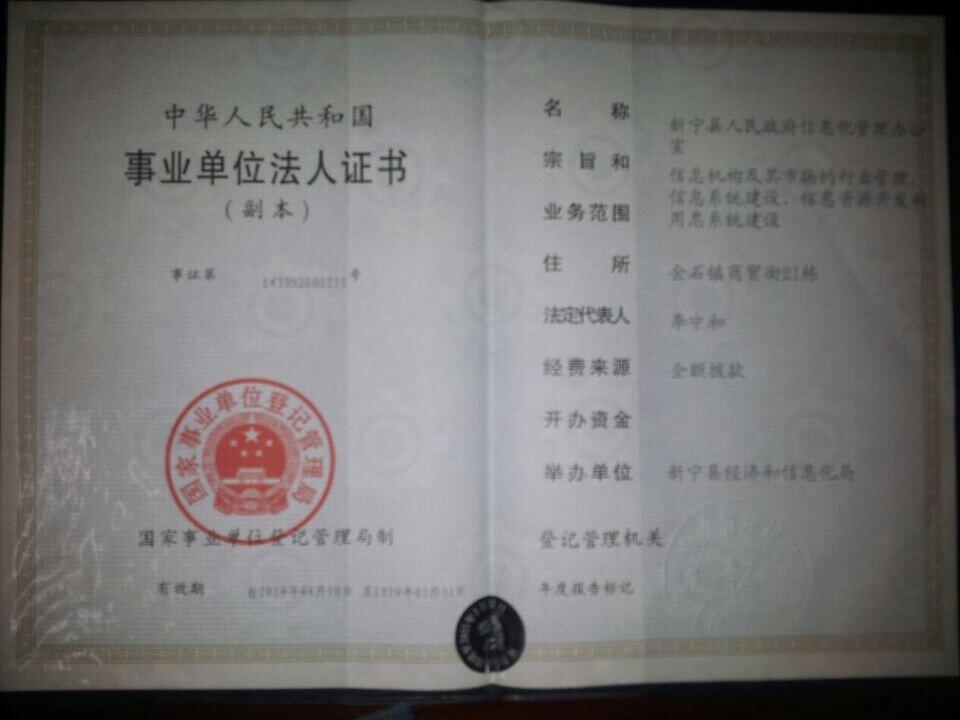 中华人民共和国
事业单位法人证书
（副本）
事证第 号
国家事业单位登记管理局
国家事业单位登记管理局制
有效期
名称 新宁县人民政府信息化管理办公室
宗旨和
业务范围
信息机构及其市场的行业管理、
信息系统建设、信息资源开发利
用息系统建设
住所 金石镇商贸街21栋
法定代表人 李中和
经费来源 全额拨款
开办资金
举办单位 新宁县经济和信息化局
登记管理机关
年度报告标记